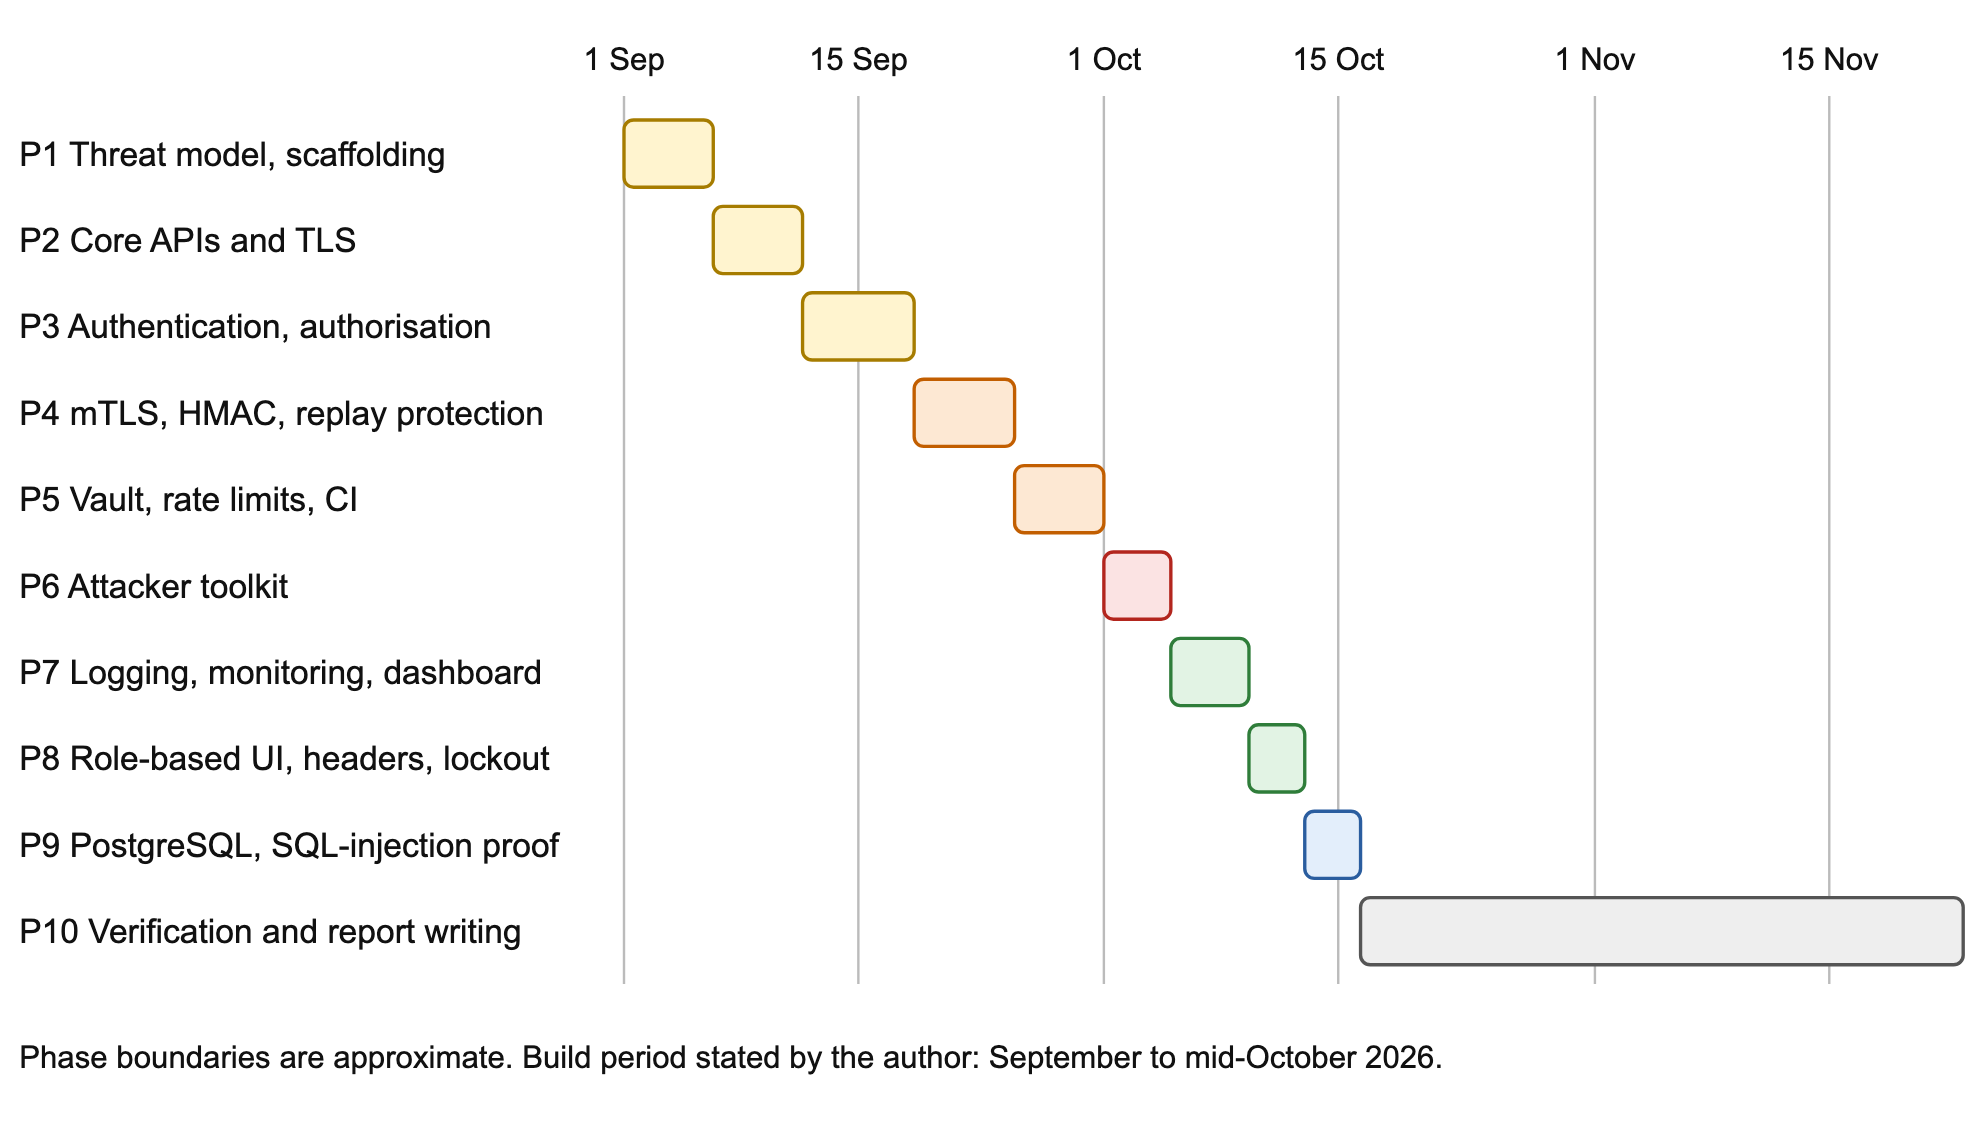 1 Sep 15 Sep 1 Oct 15 Oct 1 Nov 15 Nov
P1 Threat model, scaffolding
P2 Core APIs and TLS
P3 Authentication, authorisation
P4 mTLS, HMAC, replay protection
P5 Vault, rate limits, CI
P6 Attacker toolkit
P7 Logging, monitoring, dashboard
P8 Role-based UI, headers, lockout
P9 PostgreSQL, SQL-injection proof
P10 Verification and report writing
Phase boundaries are approximate. Build period stated by the author: September to mid-October 2026.